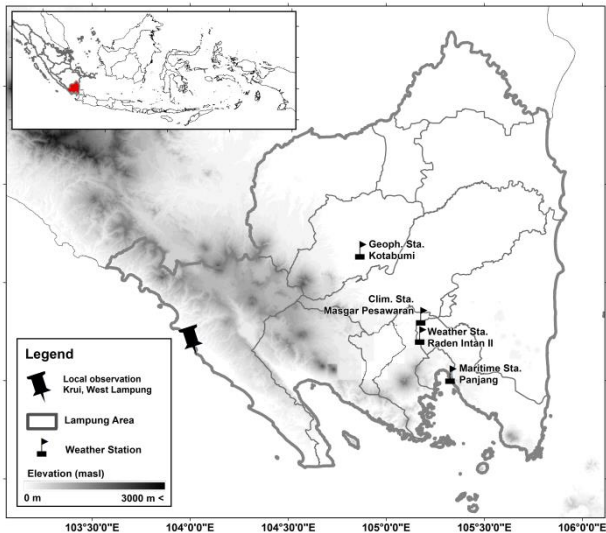 Geoph. Sta.
Kotabumi
Clim. Sta.
Masgar Pesawaran
Weather Sta.
Raden Intan II
Maritime Sta.
Panjang
Legend
Local observation
Krui, West Lampung
Lampung Area
Weather Station
Elevation (masl)
0 m 3000 m <
103°30'0"E 104°0'0"E 104°30'0"E 105°0'0"E 105°30'0"E 106°0'0"E